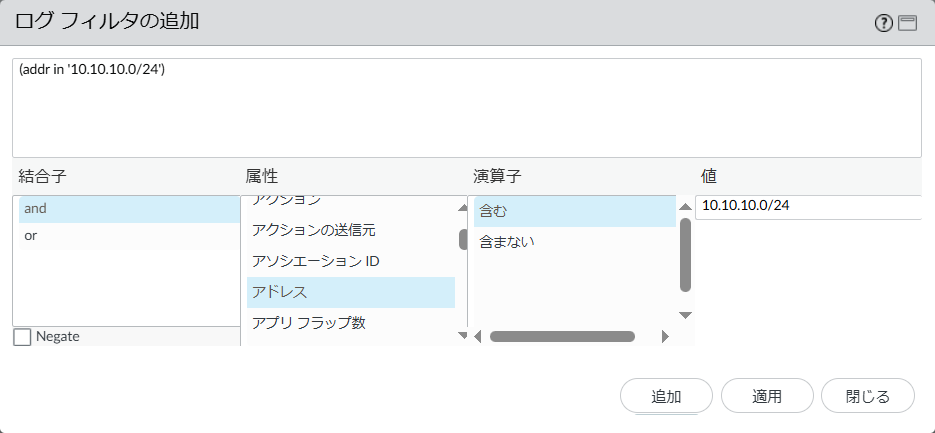 ログ フィルタの追加
(addr in '10.10.10.0/24')
結合子 属性 演算子 値
and
or
Negate
アクション
アクションの送信元
アソシエーション ID
アドレス
アプリ フラップ数
含む
含まない
10.10.10.0/24
追加 適用 閉じる